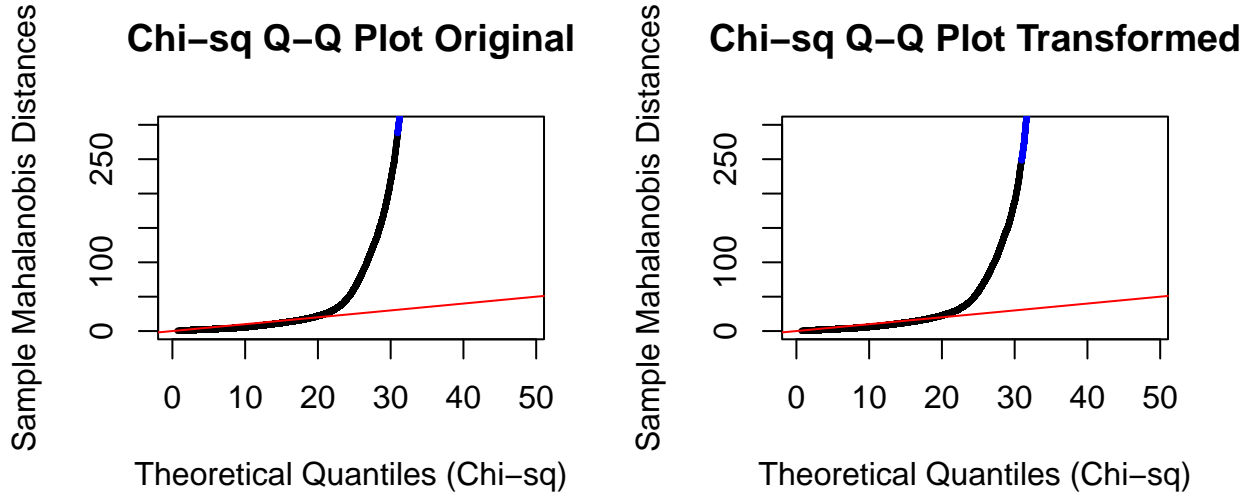 Chi−sq Q−Q Plot Original
Sample Mahalanobis Distances
250
100
0
0 10 20 30 40 50
Theoretical Quantiles (Chi−sq)
Chi−sq Q−Q Plot Transformed
Sample Mahalanobis Distances
250
100
0
0 10 20 30 40 50
Theoretical Quantiles (Chi−sq)